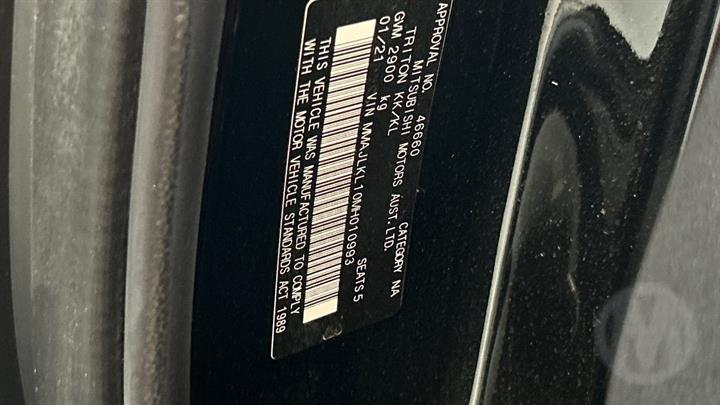 APPROVAL NO. 46660 CATEGORY NA
MITSUBISHI MOTORS AUST.LTD.
TRITON KK/KL
GVM 2900 kg
01/21 VIN MMAJLKL10MH010993 SEATS 5
THIS VEHICLE WAS MANUFACTURED TO COMPLY
WITH THE MOTOR VEHICLE STANDARDS ACT 1989
M